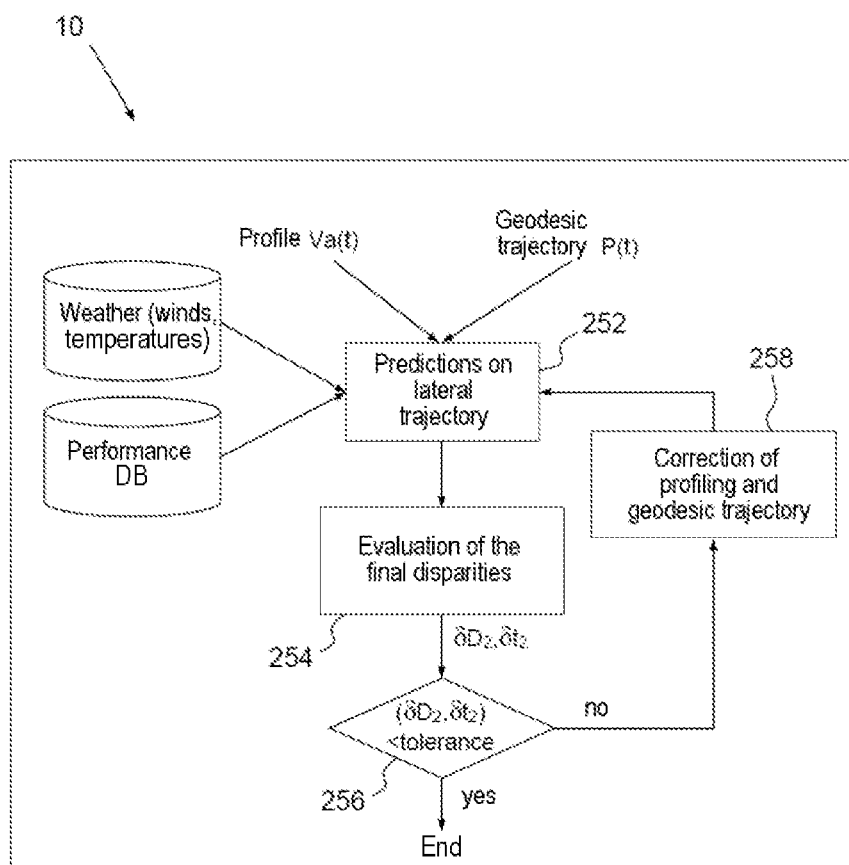 10
Profile Va(t)
Geodesic
trajectory P(t)
Weather (winds,
temperatures)
252
Predictions on
lateral
trajectory
258
Performance
DB
Correction of
profiling and
geodesic trajectory
Evaluation of the
final disparities
254
δD₂,δt₂
(δD₂,δt₂)
<tolerance
no
256
yes
End